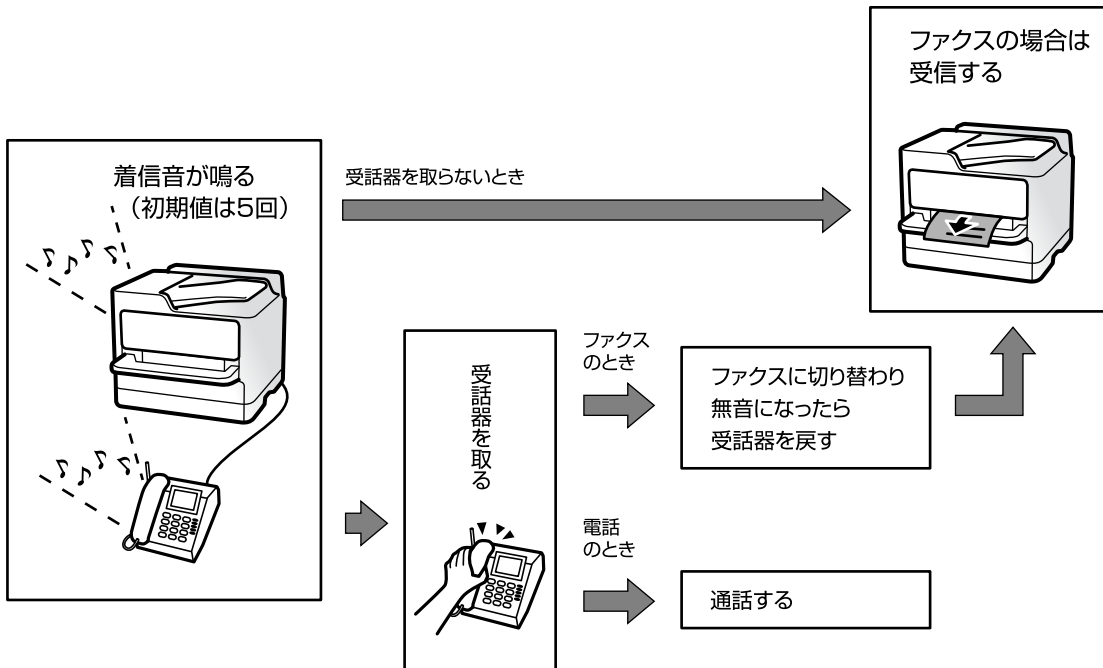 着信音が鳴る
（初期値は5回）
受話器を取らないとき
ファクスの場合は
受信する
受話器を取る
ファクス
のとき
ファクスに切り替わり
無音になったら
受話器を戻す
電話
のとき
通話する